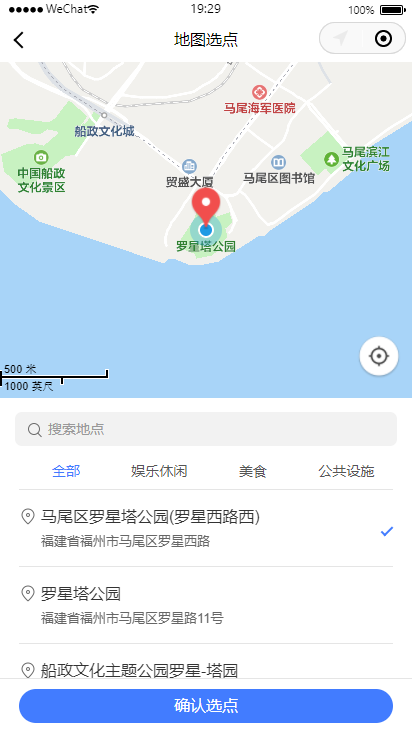 ●●●●● WeChat
19:29
100%
地图选点
马尾海军医院
船政文化城
中国船政
文化景区
贸盛大厦
马尾区图书馆
马尾滨江
文化广场
罗星塔公园
500 米
1000 英尺
搜索地点
全部
娱乐休闲
美食
公共设施
马尾区罗星塔公园(罗星西路西)
福建省福州市马尾区罗星西路
罗星塔公园
福建省福州市马尾区罗星路11号
船政文化主题公园罗星-塔园
确认选点